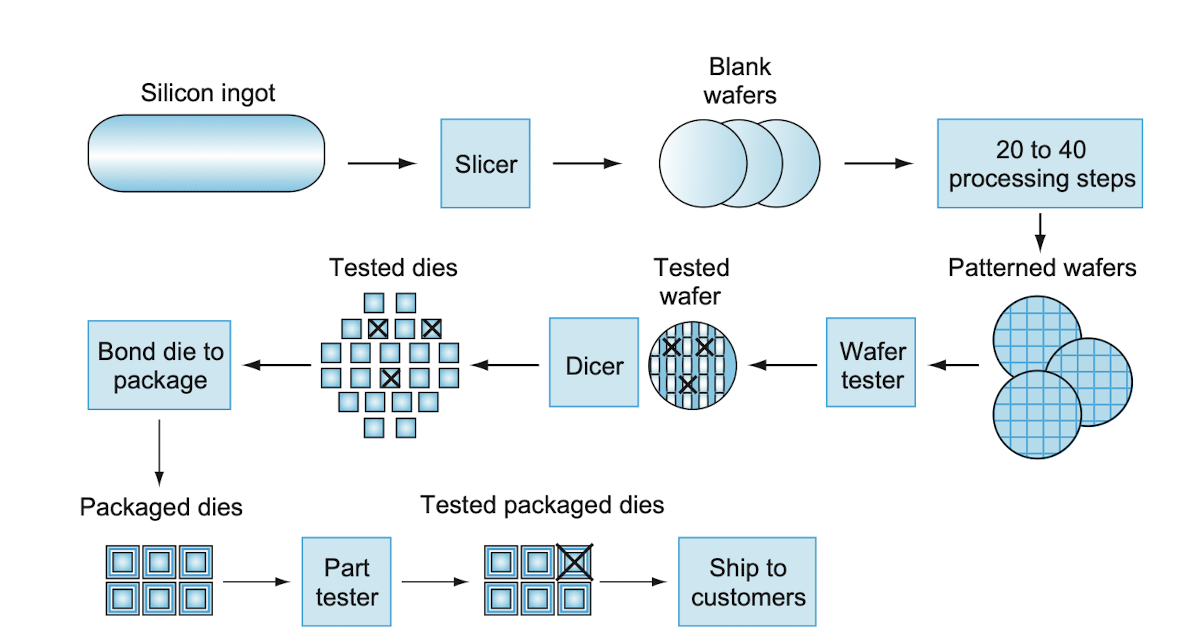 Silicon ingot
Slicer
Blank
wafers
20 to 40
processing steps
Tested dies
Tested
wafer
Patterned wafers
Bond die to
package
Dicer
Wafer
tester
Packaged dies
Tested packaged dies
Part
tester
Ship to
customers